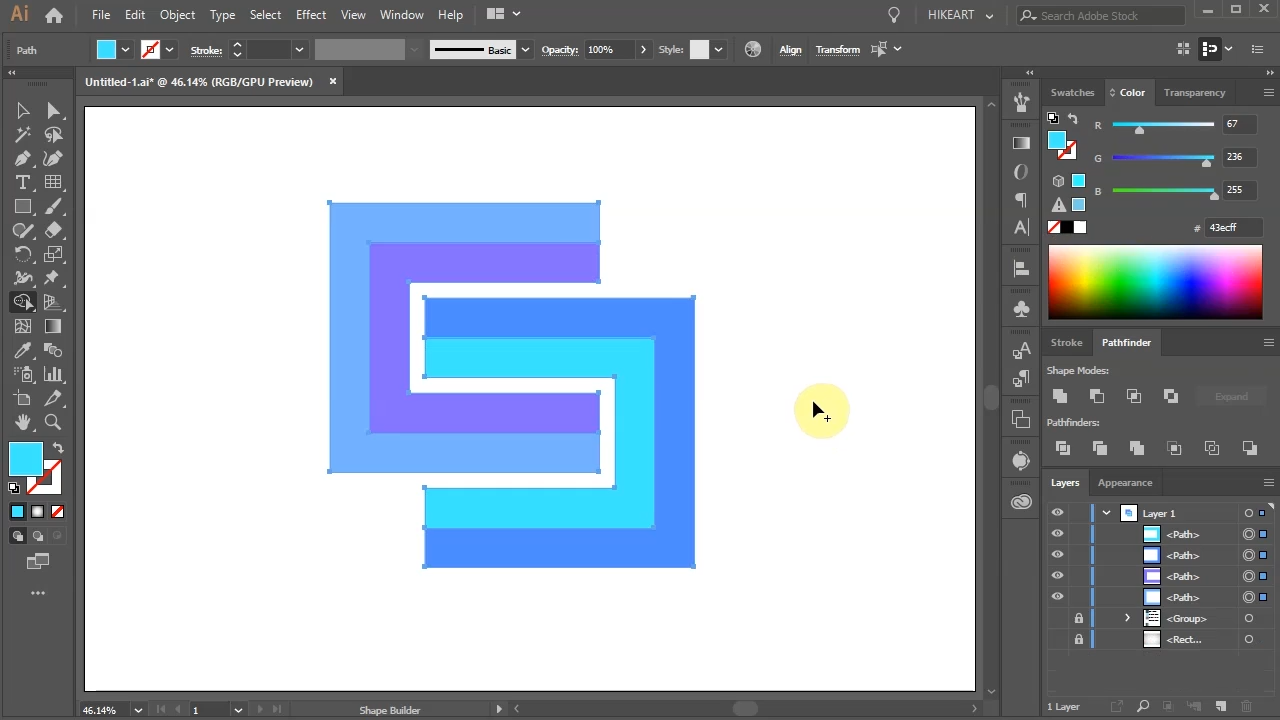 Ai File Edit Object Type Select Effect View Window Help HIKEART Search Adobe Stock
Path Stroke: Basic Opacity: 100% Style: Align Transform
Untitled-1.ai* @ 46.14% (RGB/GPU Preview) ×
Swatches Color Transparency
R 67
G 236
B 255
# 43ecff
Stroke Pathfinder
Shape Modes:
Expand
Pathfinders:
Layers Appearance
Layer 1
<Path>
<Path>
<Path>
<Path>
<Group>
<Rect...
46.14% 1 Shape Builder 1 Layer